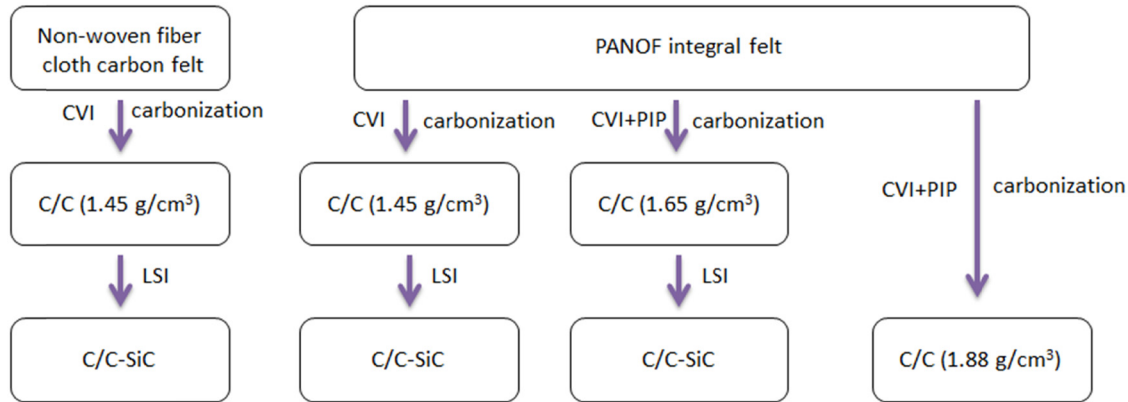 Non-woven fiber
cloth carbon felt
PANOF integral felt
CVI
carbonization
CVI
carbonization
CVI+PIP
carbonization
CVI+PIP
carbonization
C/C (1.45 g/cm³)
C/C (1.45 g/cm³)
C/C (1.65 g/cm³)
LSI
LSI
LSI
C/C-SiC
C/C-SiC
C/C-SiC
C/C (1.88 g/cm³)